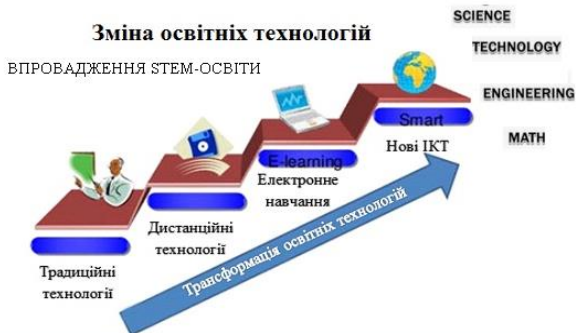 Зміна освітніх технологій
ВПРОВАДЖЕННЯ STEM-ОСВІТИ
SCIENCE
TECHNOLOGY
ENGINEERING
MATH
Smart
Нові ІКТ
E-learning
Електронне
навчання
Дистанційні
технології
Традиційні
технології
Трансформація освітніх технологій